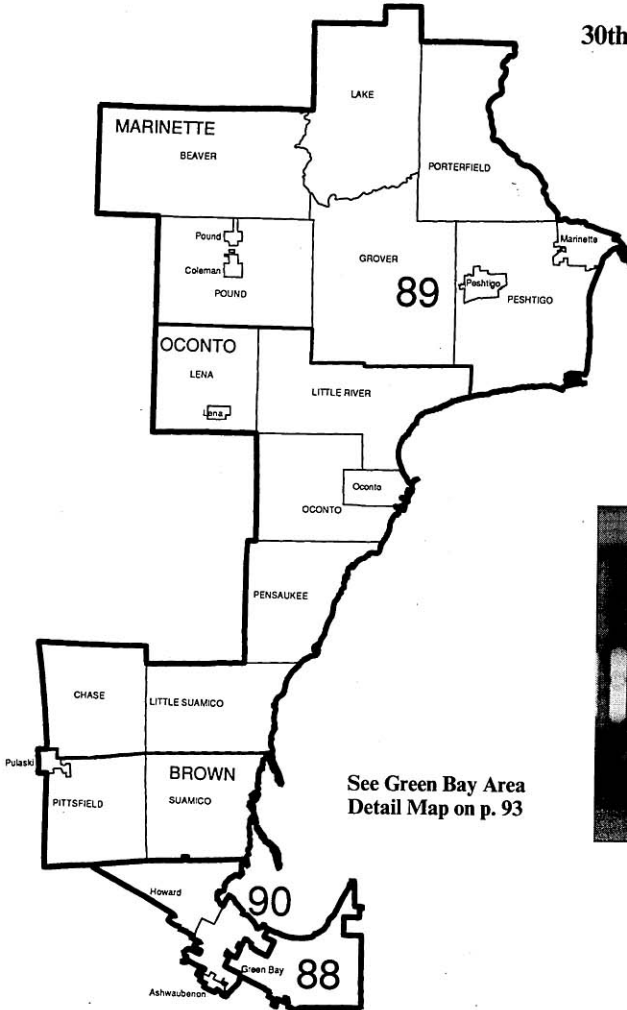 30th
LAKE
MARINETTE
BEAVER
PORTERFIELD
Pound
Marinette
GROVER
Coleman
Peshtigo
POUND
89
PESHTIGO
OCONTO
LENA
LITTLE RIVER
Lena
Oconto
OCONTO
PENSAUKEE
CHASE
LITTLE SUAMICO
Pulaski
BROWN
PITTSFIELD
SUAMICO
See Green Bay Area
Detail Map on p. 93
Howard
90
Green Bay
88
Ashwaubenon